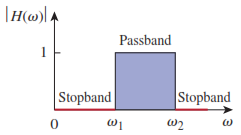 |H(ω)|
Passband
1
Stopband Stopband
0 ω₁ ω₂ ω